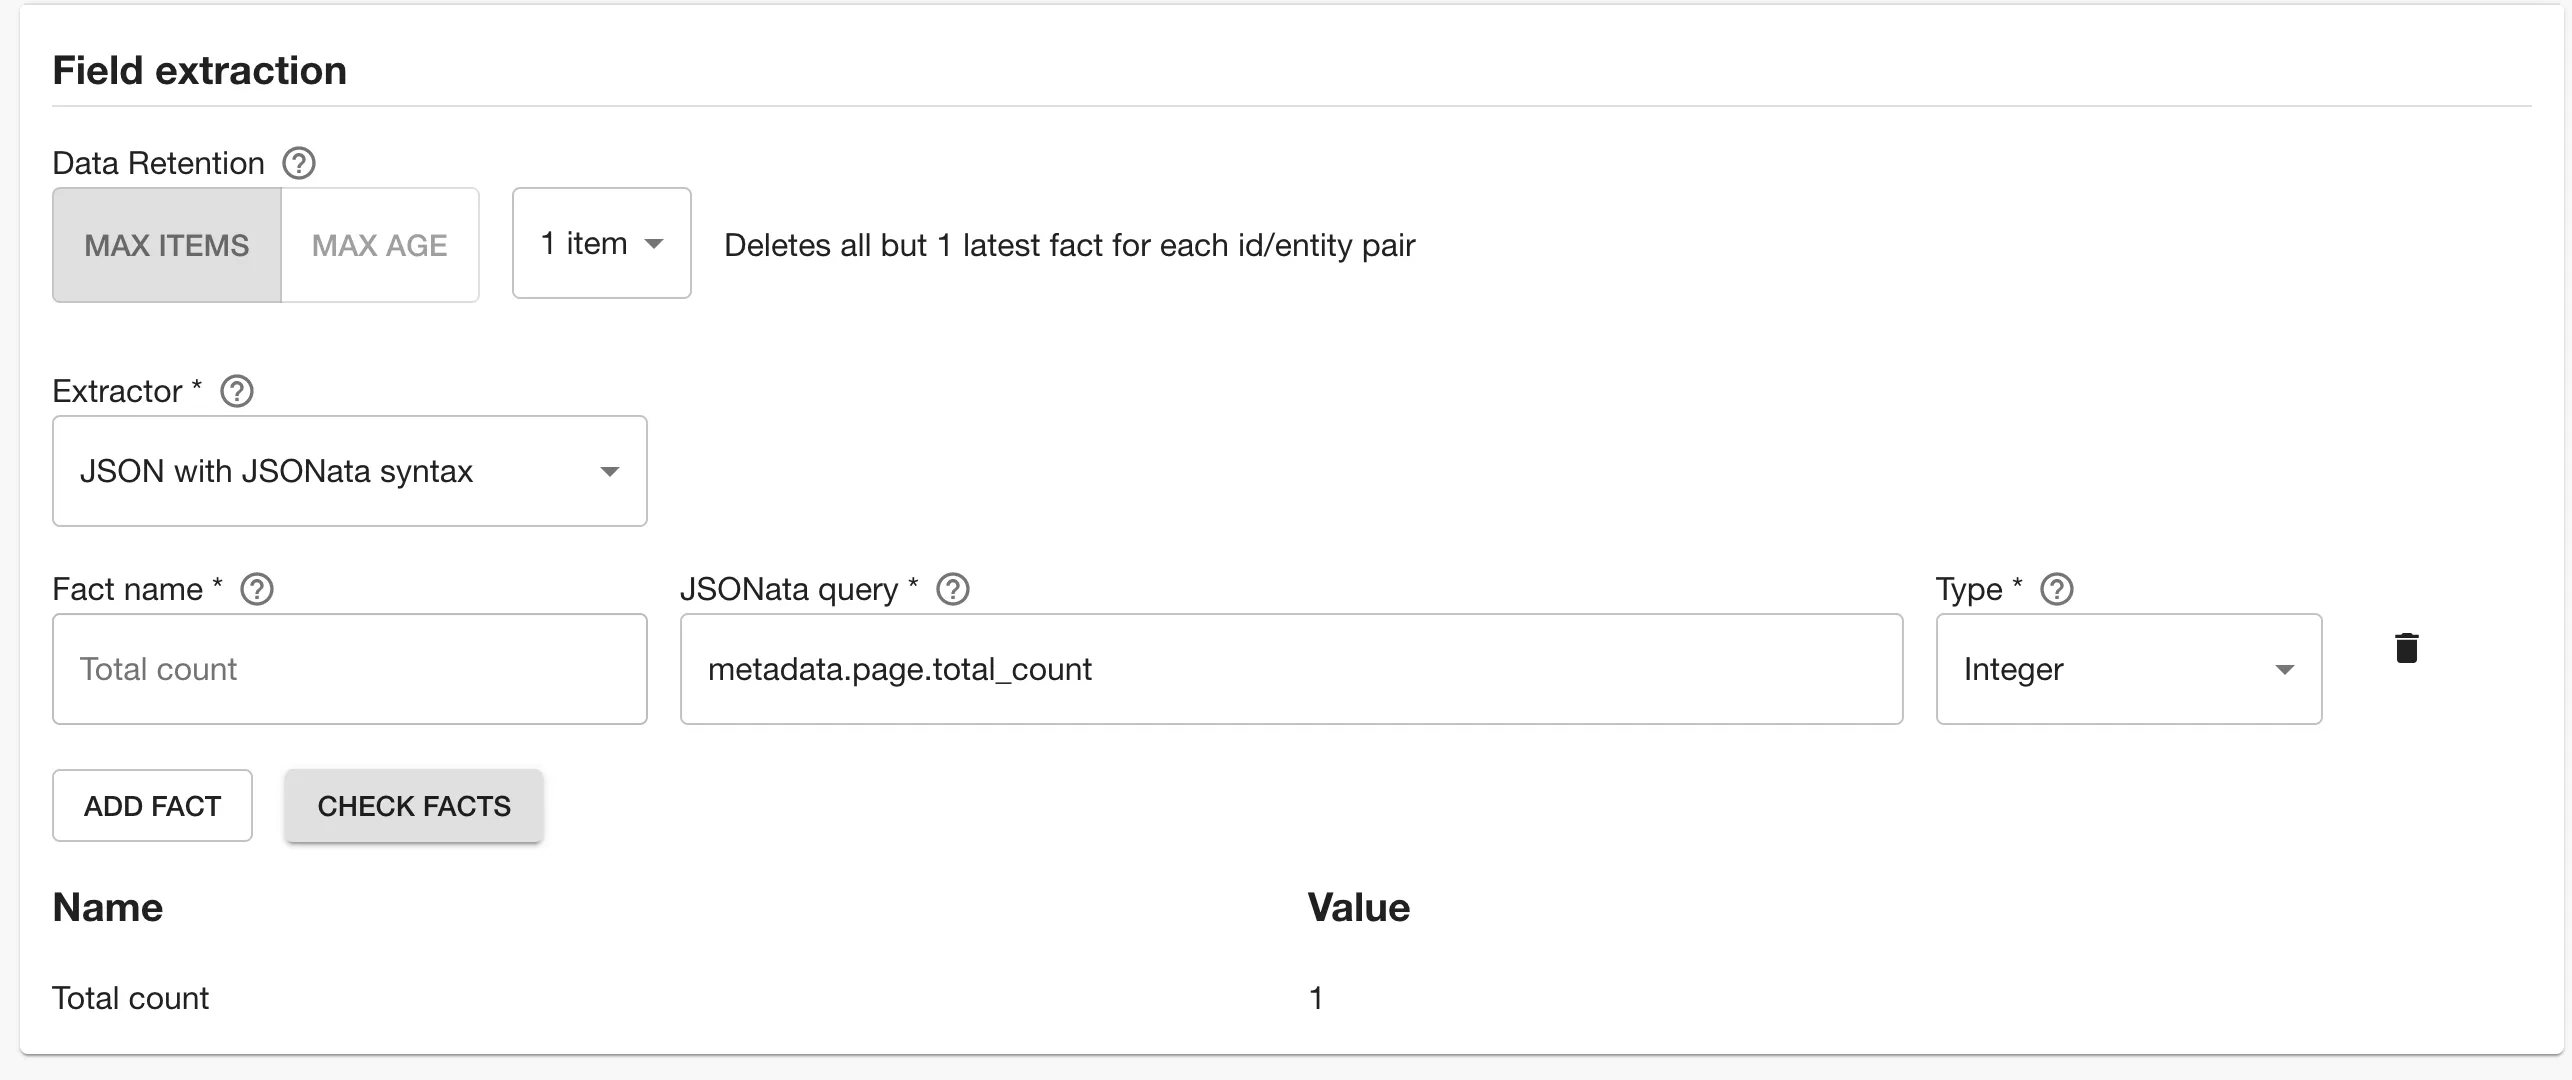 Field extraction
Data Retention
MAX ITEMS MAX AGE 1 item Deletes all but 1 latest fact for each id/entity pair
Extractor *
JSON with JSONata syntax
Fact name * JSONata query * Type *
Total count metadata.page.total_count Integer
ADD FACT CHECK FACTS
Name Value
Total count 1